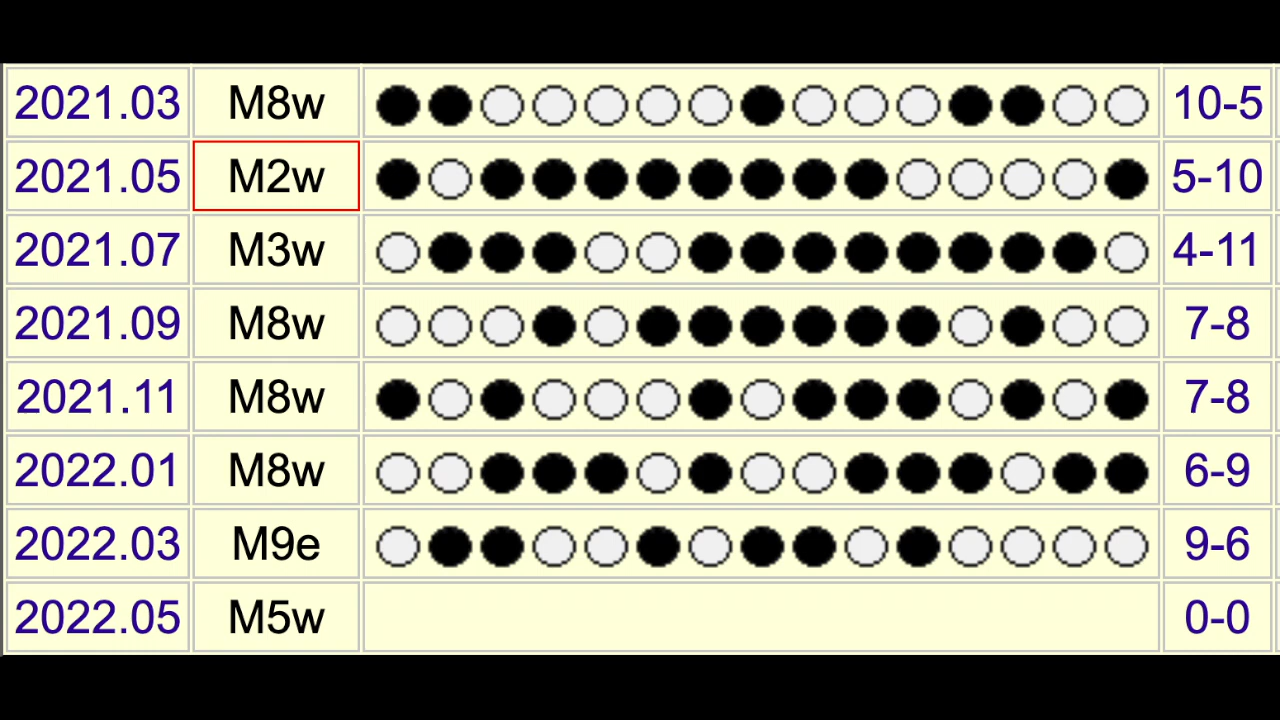 2021.03 M8w 10-5
2021.05 M2w 5-10
2021.07 M3w 4-11
2021.09 M8w 7-8
2021.11 M8w 7-8
2022.01 M8w 6-9
2022.03 M9e 9-6
2022.05 M5w 0-0